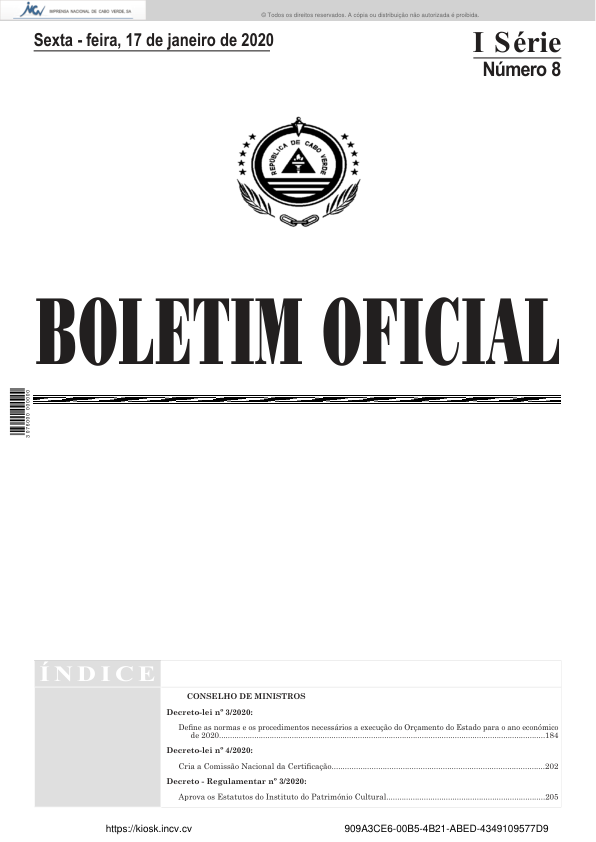 INCV IMPRENSA NACIONAL DE CABO VERDE, SA
© Todos os direitos reservados. A cópia ou distribuição não autorizada é proibida.
Sexta - feira, 17 de janeiro de 2020
I Série
Número 8
REPÚBLICA DE CABO VERDE
BOLETIM OFICIAL
ÍNDICE
CONSELHO DE MINISTROS
Decreto-lei nº 3/2020:
Define as normas e os procedimentos necessários a execução do Orçamento do Estado para o ano económico
de 2020...184
Decreto-lei nº 4/2020:
Cria a Comissão Nacional da Certificação...202
Decreto - Regulamentar nº 3/2020:
Aprova os Estatutos do Instituto do Património Cultural...205
https://kiosk.incv.cv
909A3CE6-00B5-4B21-ABED-4349109577D9